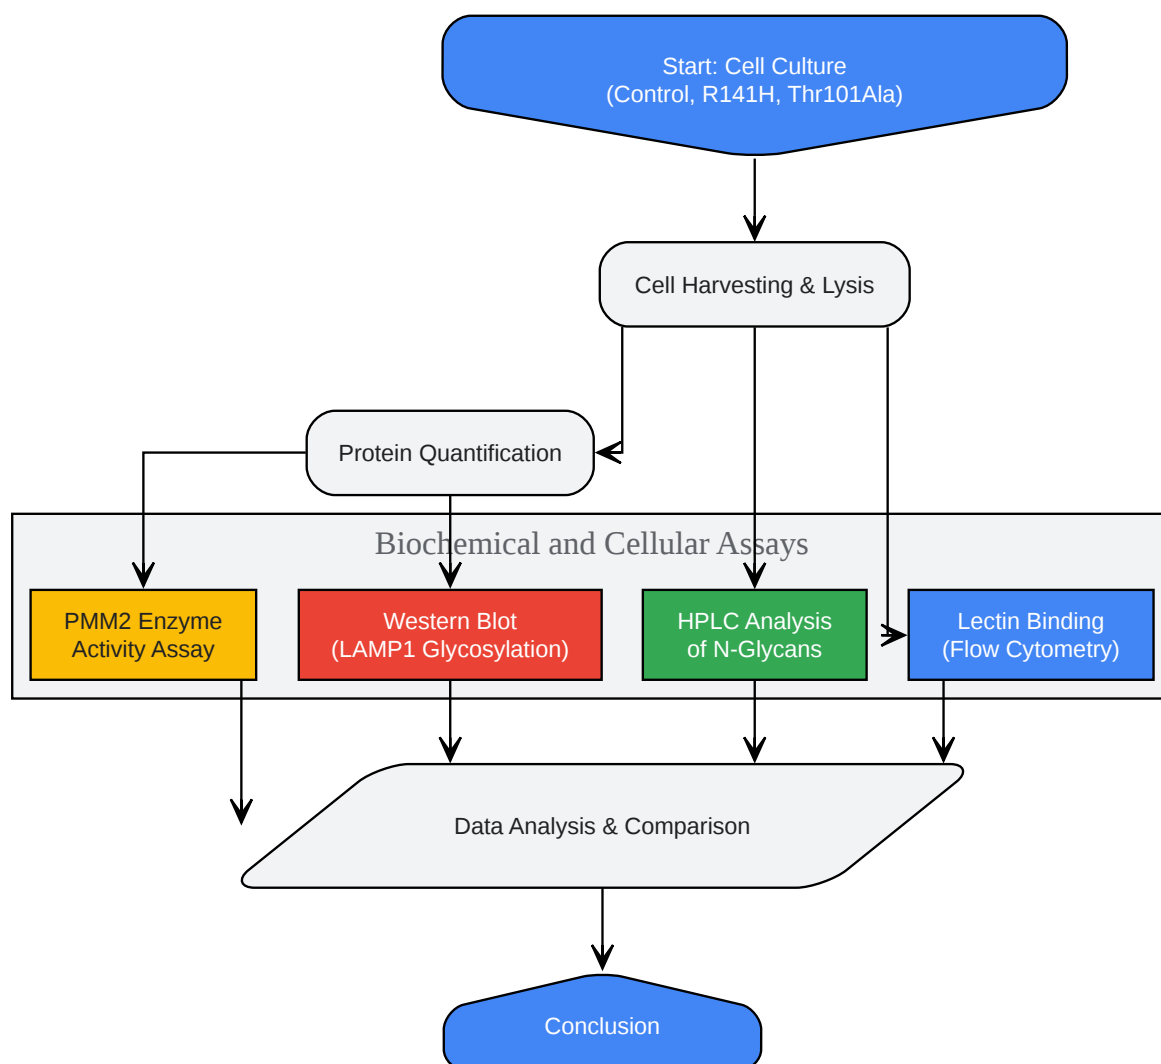 Start: Cell Culture
(Control, R141H, Thr101Ala)
Cell Harvesting & Lysis
Protein Quantification
Biochemical and Cellular Assays
PMM2 Enzyme
Activity Assay
Western Blot
(LAMP1 Glycosylation)
HPLC Analysis
of N-Glycans
Lectin Binding
(Flow Cytometry)
Data Analysis & Comparison
Conclusion